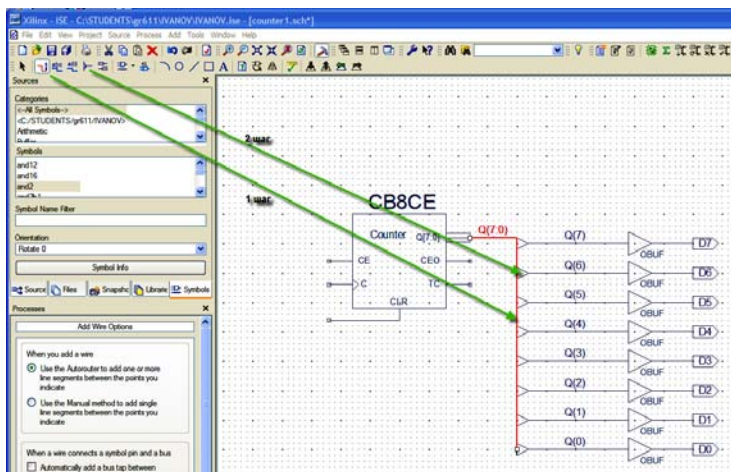 Xilinx - ISE - C:\STUDENTS\gr611\IVANOV\IVANOV.ise - [counter1.sch*]
File Edit View Project Source Process Add Tools Window Help
Sources
Categories
<--All Symbols-->
<C:/STUDENTS/gr611/IVANOV>
Arithmetic
Buffer
Symbols
and12
and16
and2
Symbol Name Filter
Orientation
Rotate 0
Symbol Info
Source Files Snapshc Librarie Symbols
Processes
Add Wire Options
When you add a wire
Use the Autorouter to add one or more
line segments between the points you
indicate
Use the Manual method to add single
line segments between the points you
indicate
When a wire connects a symbol pin and a bus
Automatically add a bus tap between
2 шаг
1 шаг
CB8CE
Counter Q[7:0]
CE CEO
C TC
CLR
Q(7:0)
Q(7) OBUF D7
Q(6) OBUF D6
Q(5) OBUF D5
Q(4) OBUF D4
Q(3) OBUF D3
Q(2) OBUF D2
Q(1) OBUF D1
Q(0) OBUF D0